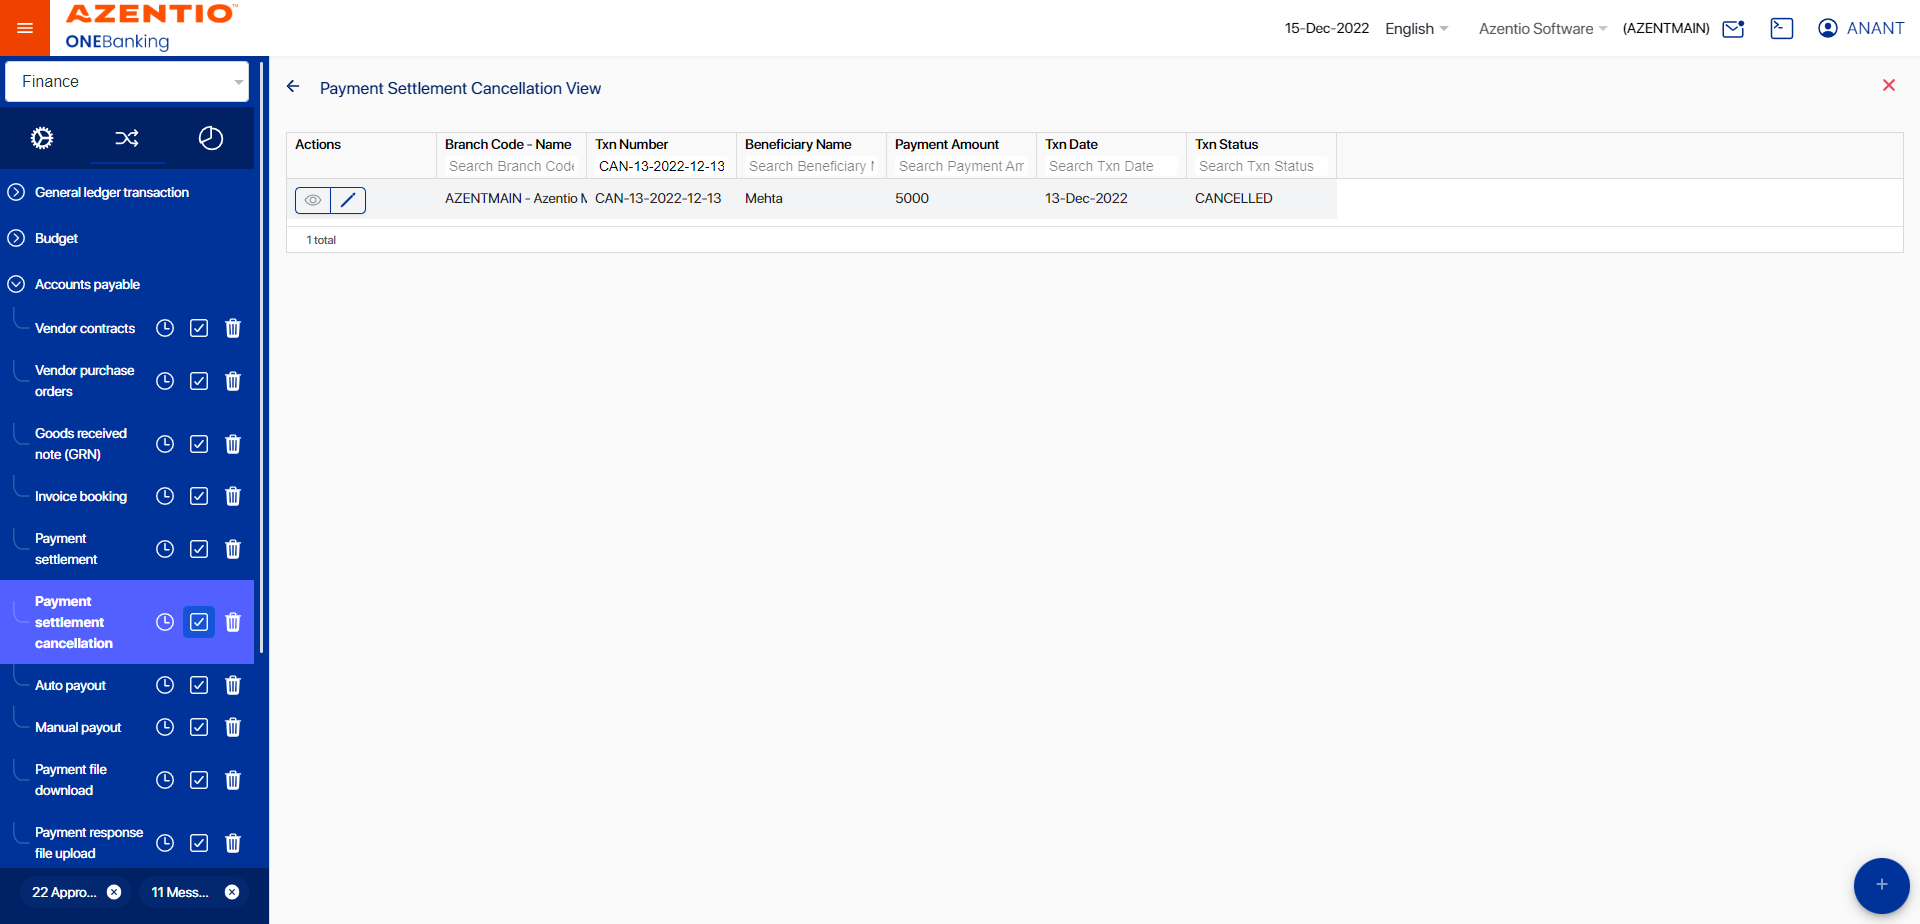 AZENTIO™
ONEBanking
15-Dec-2022 English Azentio Software (AZENTMAIN) ANANT
Finance
General ledger transaction
Budget
Accounts payable
Vendor contracts
Vendor purchase
orders
Goods received
note (GRN)
Invoice booking
Payment
settlement
Payment
settlement
cancellation
Auto payout
Manual payout
Payment file
download
Payment response
file upload
22 Appro... 11 Mess...
Payment Settlement Cancellation View
Actions Branch Code - Name Txn Number Beneficiary Name Payment Amount Txn Date Txn Status
Search Branch Code CAN-13-2022-12-13 Search Beneficiary N Search Payment Am Search Txn Date Search Txn Status
AZENTMAIN - Azentio M CAN-13-2022-12-13 Mehta 5000 13-Dec-2022 CANCELLED
1 total